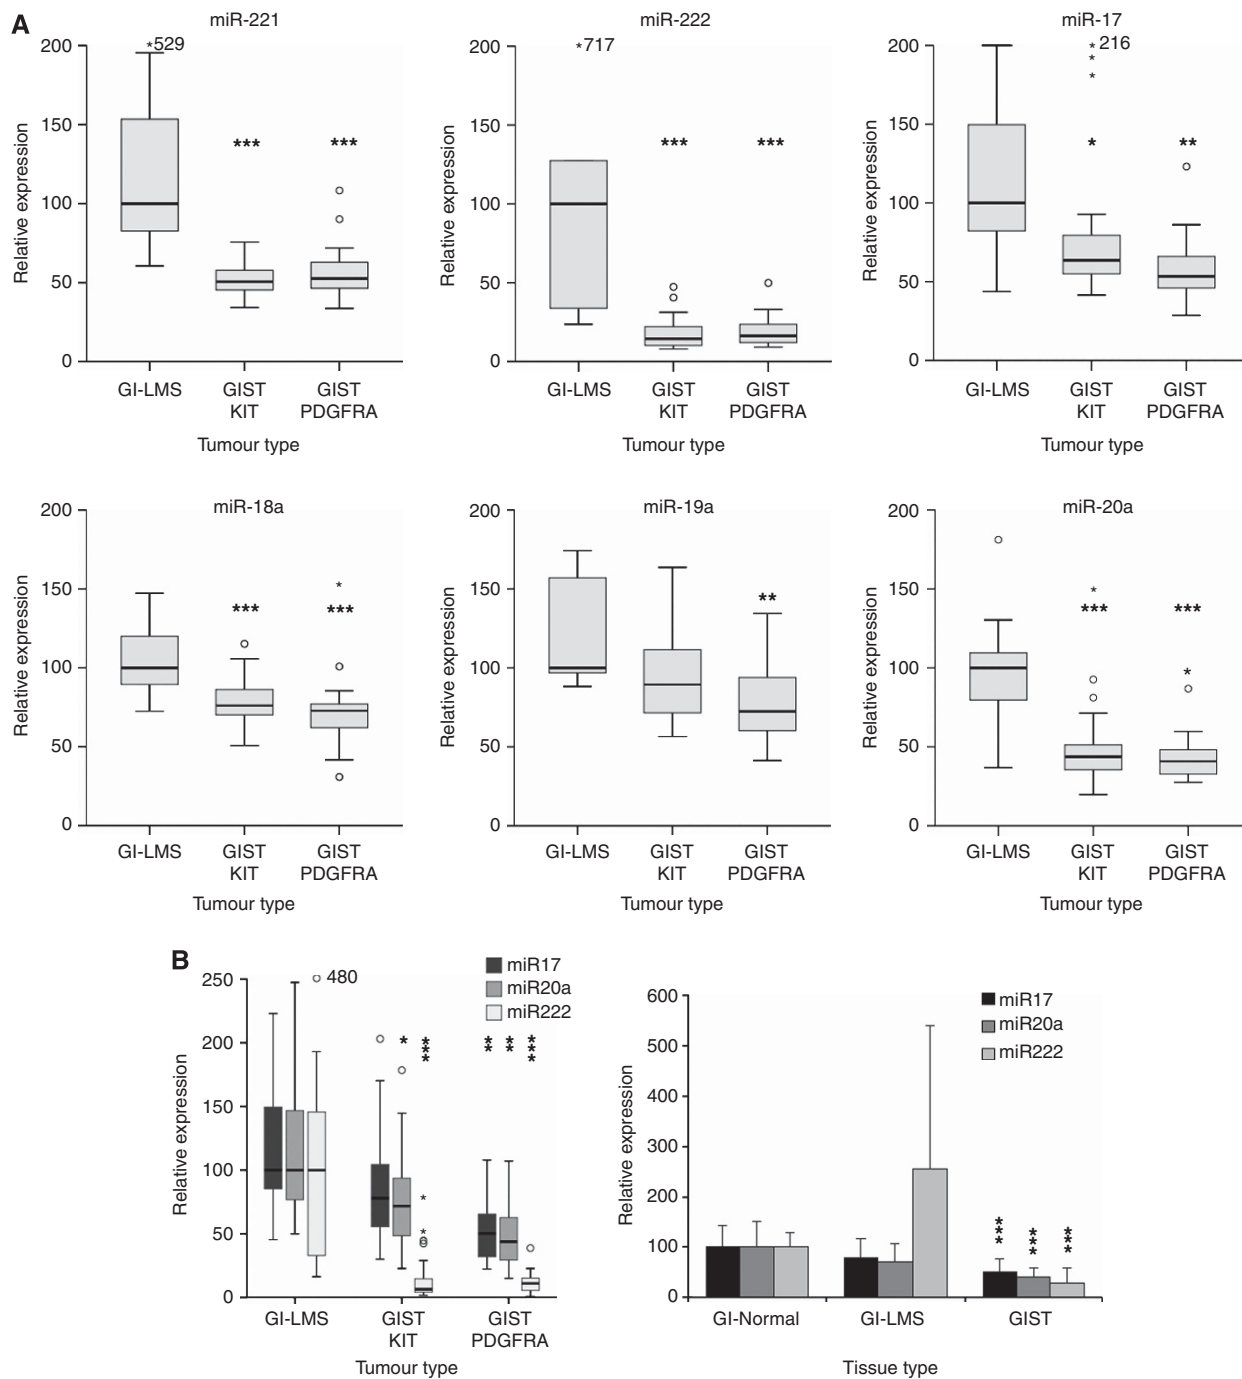 A
miR-221
miR-222
miR-17
Relative expression
200
150
100
50
0
*529
***
***
GI-LMS
GIST KIT
GIST PDGFRA
Tumour type
Relative expression
200
150
100
50
0
*717
***
***
GI-LMS
GIST KIT
GIST PDGFRA
Tumour type
Relative expression
200
150
100
50
0
* 216
*
*
*
**
GI-LMS
GIST KIT
GIST PDGFRA
Tumour type
miR-18a
Relative expression
200
150
100
50
0
***
*
***
GI-LMS
GIST KIT
GIST PDGFRA
Tumour type
miR-19a
Relative expression
200
150
100
50
0
**
GI-LMS
GIST KIT
GIST PDGFRA
Tumour type
miR-20a
Relative expression
200
150
100
50
0
*
***
***
*
GI-LMS
GIST KIT
GIST PDGFRA
Tumour type
B
Relative expression
250
200
150
100
50
0
480
miR17
miR20a
miR222
*
***
**
**
***
*
*
GI-LMS
GIST KIT
GIST PDGFRA
Tumour type
Relative expression
600
500
400
300
200
100
0
miR17
miR20a
miR222
***
***
***
GI-Normal
GI-LMS
GIST
Tissue type